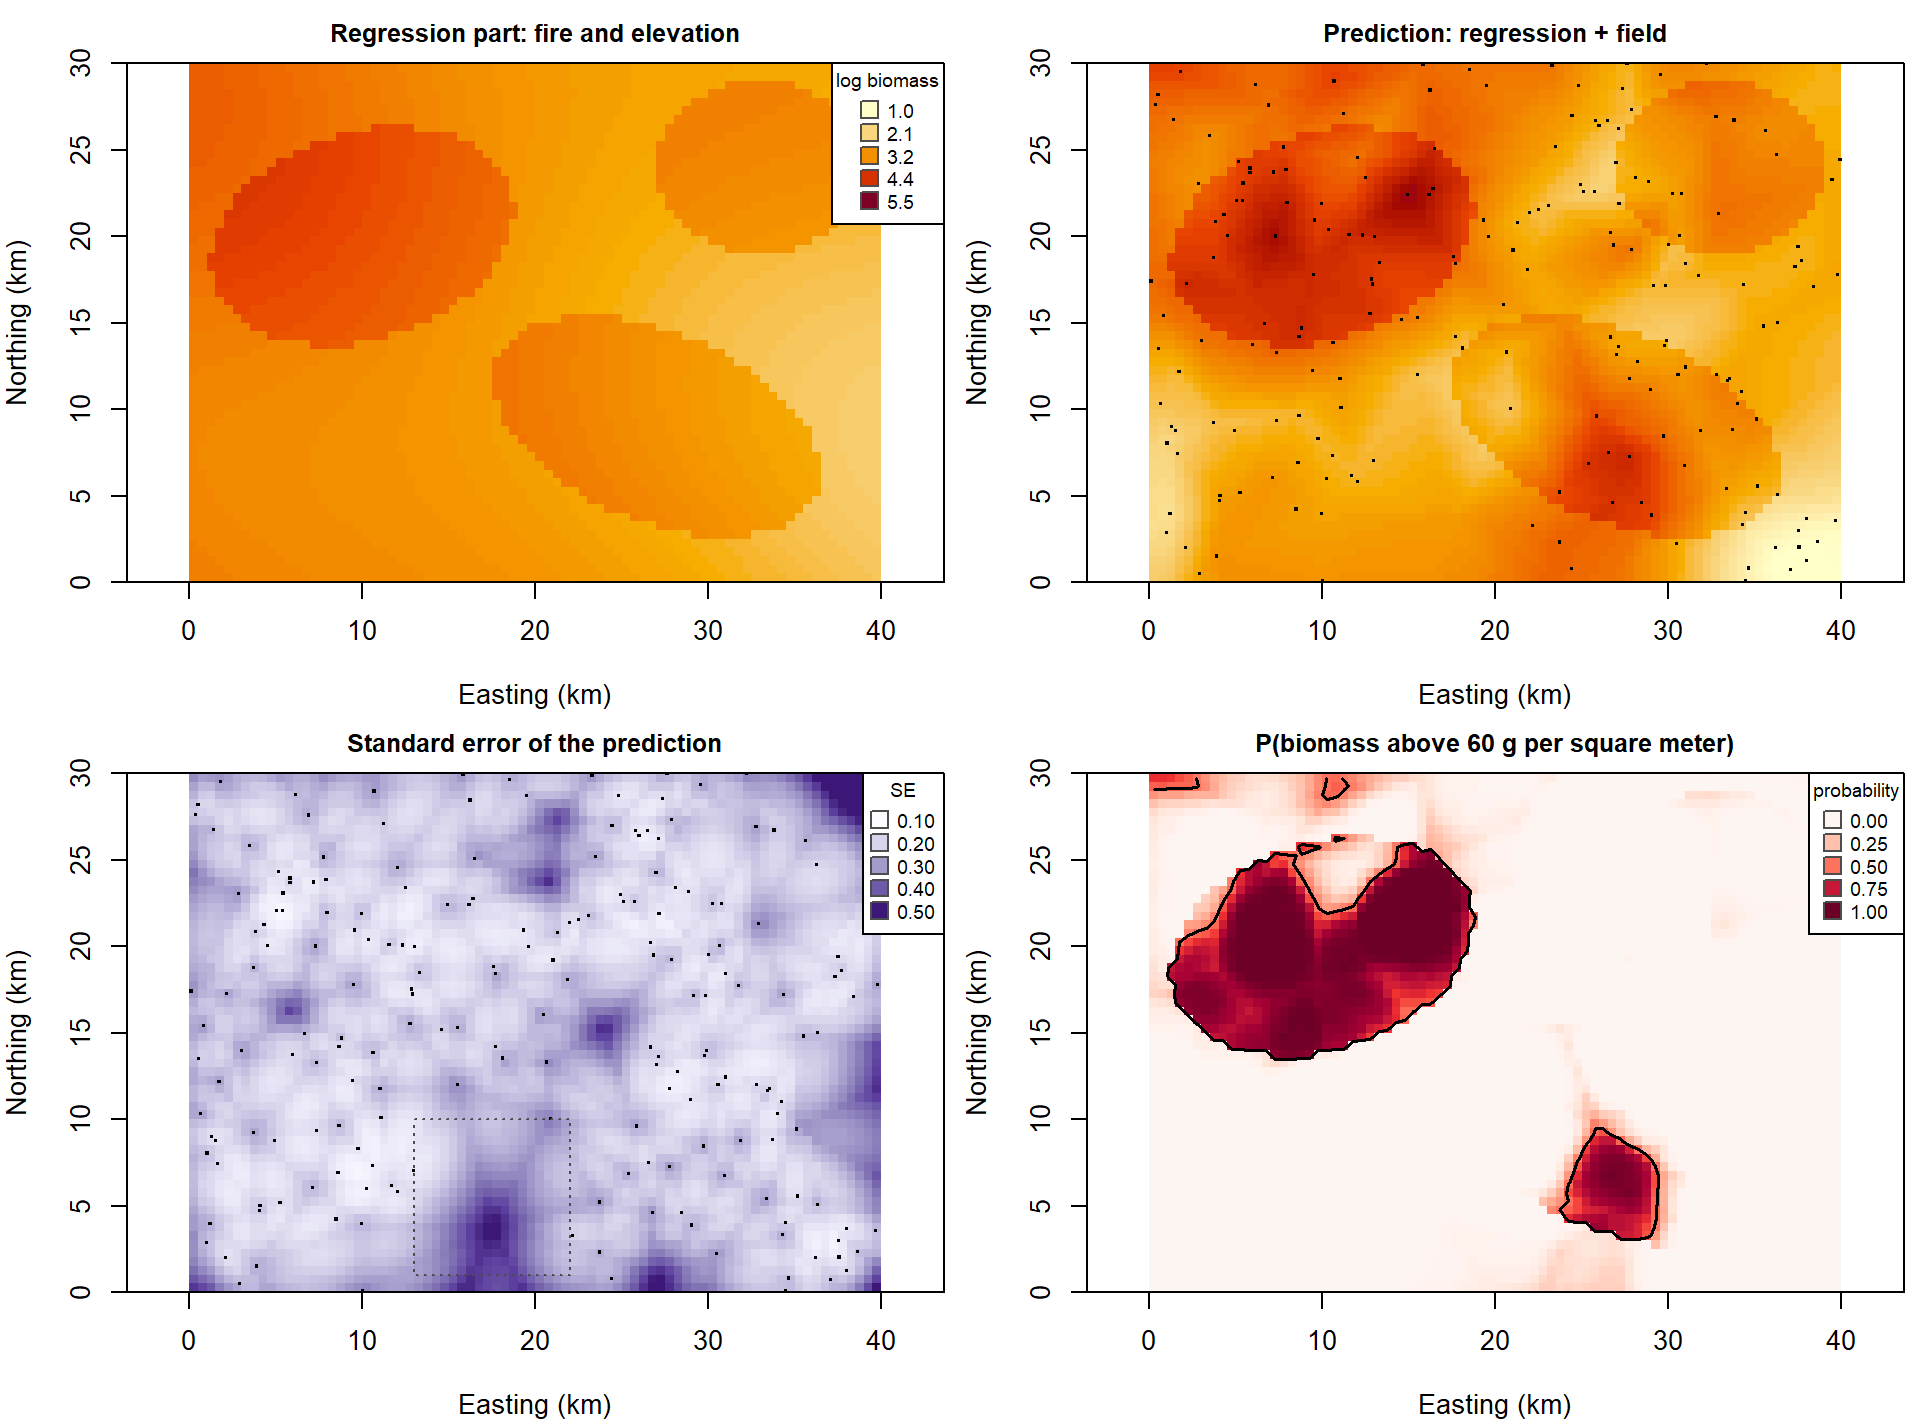 Regression part: fire and elevation
log biomass
1.0
2.1
3.2
4.4
5.5
Northing (km)
0 5 10 15 20 25 30
0 10 20 30 40
Easting (km)
Prediction: regression + field
Northing (km)
0 5 10 15 20 25 30
0 10 20 30 40
Easting (km)
Standard error of the prediction
SE
0.10
0.20
0.30
0.40
0.50
Northing (km)
0 5 10 15 20 25 30
0 10 20 30 40
Easting (km)
P(biomass above 60 g per square meter)
probability
0.00
0.25
0.50
0.75
1.00
Northing (km)
0 5 10 15 20 25 30
0 10 20 30 40
Easting (km)